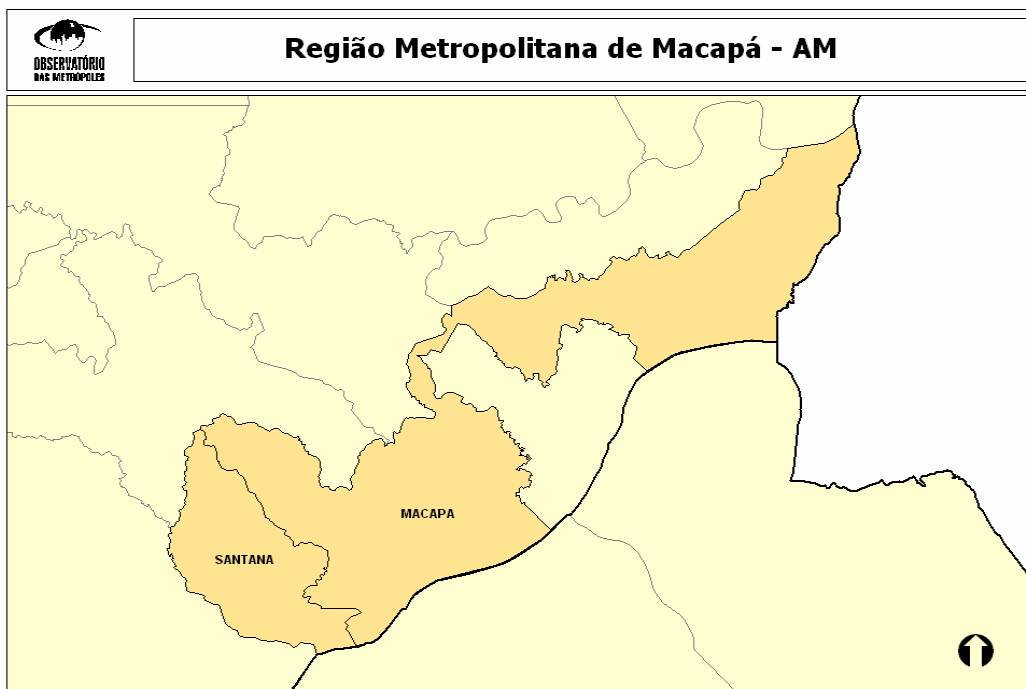 Região Metropolitana de Macapá - AM
OBSERVATÓRIO
DAS METRÓPOLES
MACAPA
SANTANA